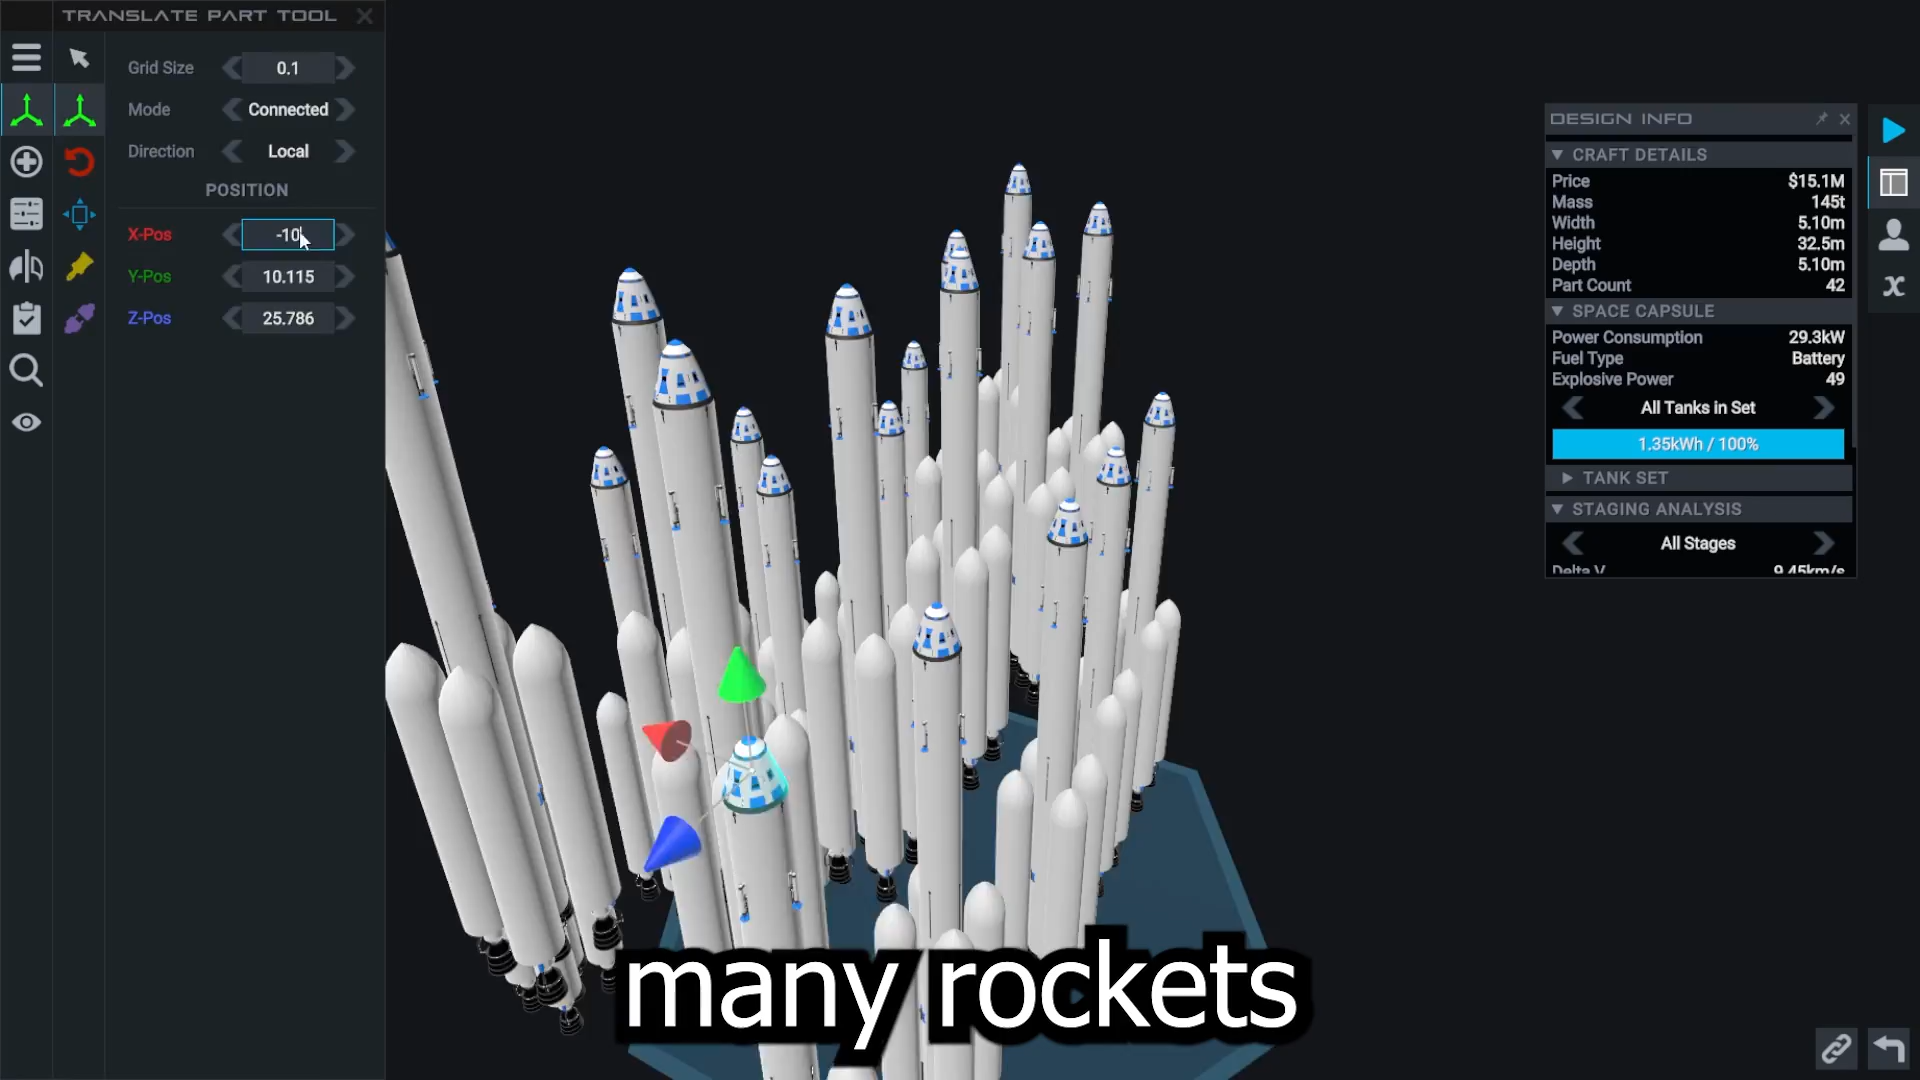 TRANSLATE PART TOOL
Grid Size 0.1
Mode Connected
Direction Local
POSITION
X-Pos -10
Y-Pos 10.115
Z-Pos 25.786
DESIGN INFO
CRAFT DETAILS
Price $15.1M
Mass 145t
Width 5.10m
Height 32.5m
Depth 5.10m
Part Count 42
SPACE CAPSULE
Power Consumption 29.3kW
Fuel Type Battery
Explosive Power 49
All Tanks in Set
1.35kWh / 100%
TANK SET
STAGING ANALYSIS
All Stages
Delta V 9.45km/s
many rockets